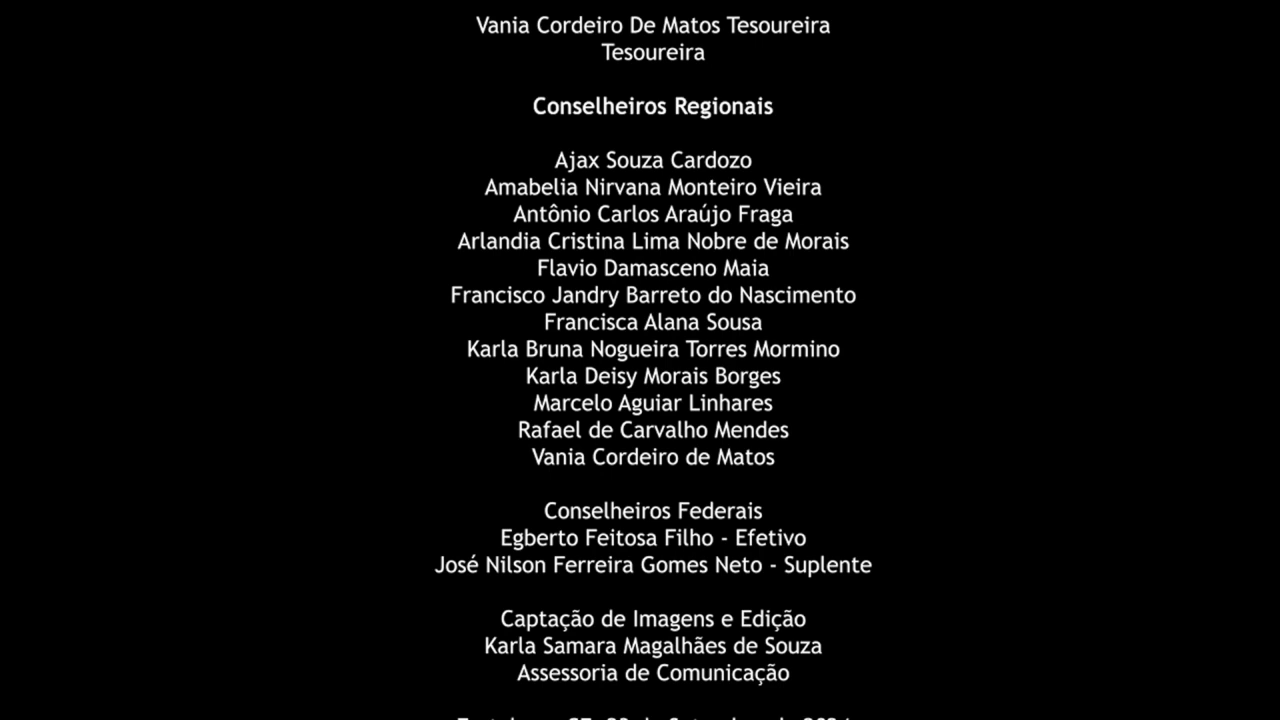 Vania Cordeiro De Matos Tesoureira
Tesoureira
Conselheiros Regionais
Ajax Souza Cardozo
Amabelia Nirvana Monteiro Vieira
Antônio Carlos Araújo Fraga
Arlandia Cristina Lima Nobre de Morais
Flavio Damasceno Maia
Francisco Jandry Barreto do Nascimento
Francisca Alana Sousa
Karla Bruna Nogueira Torres Mormino
Karla Deisy Morais Borges
Marcelo Aguiar Linhares
Rafael de Carvalho Mendes
Vania Cordeiro de Matos
Conselheiros Federais
Egberto Feitosa Filho - Efetivo
José Nilson Ferreira Gomes Neto - Suplente
Captação de Imagens e Edição
Karla Samara Magalhães de Souza
Assessoria de Comunicação